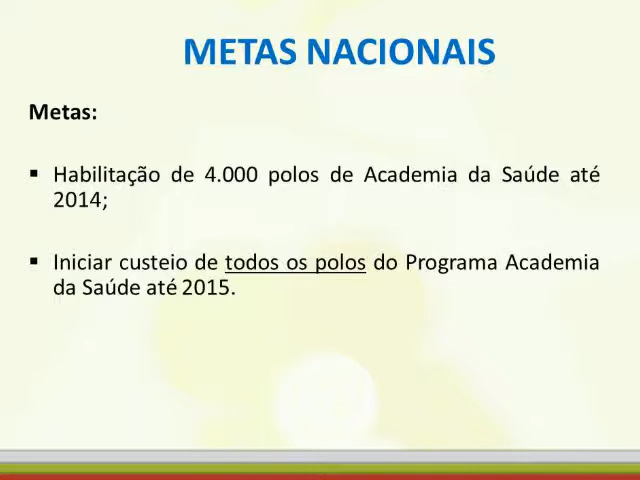 METAS NACIONAIS
Metas:
▪ Habilitação de 4.000 polos de Academia da Saúde até
2014;
▪ Iniciar custeio de todos os polos do Programa Academia
da Saúde até 2015.